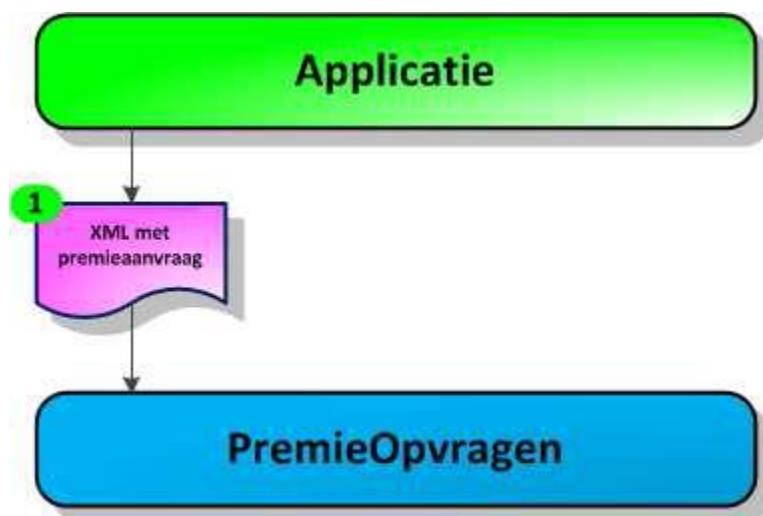 Applicatie
1
XML met
premieaanvraag
PremieOpvragen